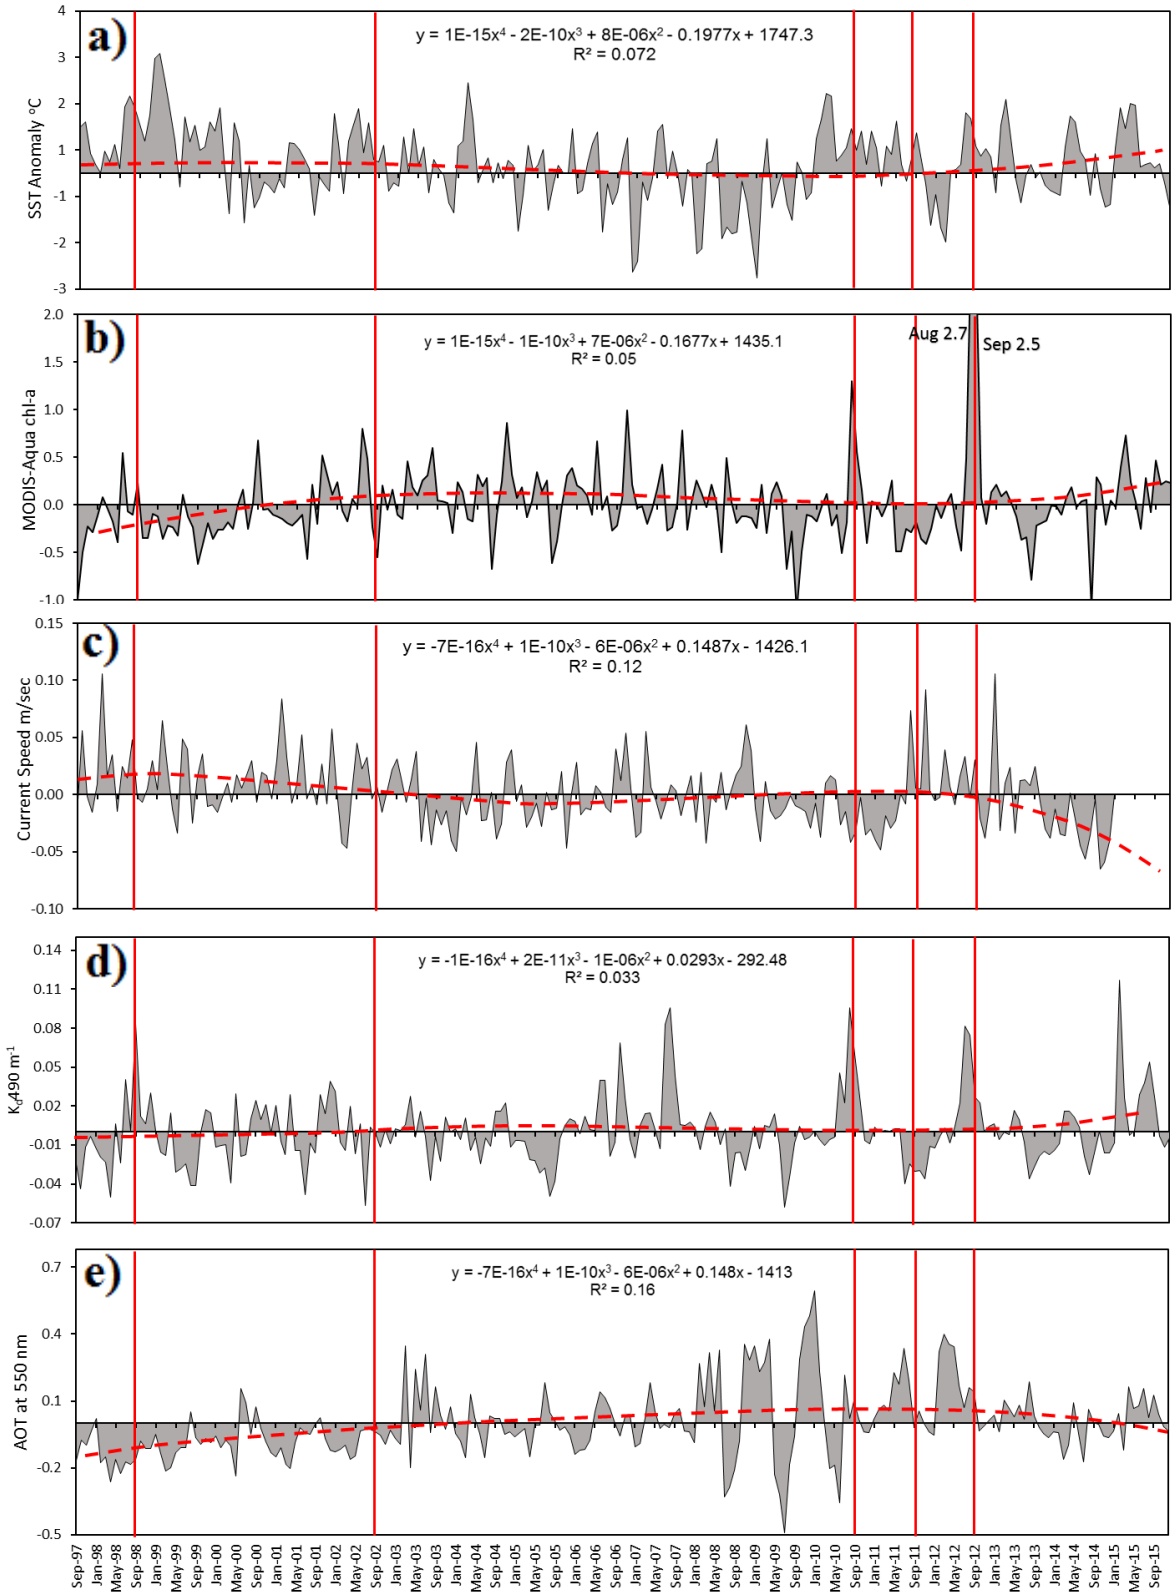 a)
y = 1E-15x⁴ - 2E-10x³ + 8E-06x² - 0.1977x + 1747.3
R² = 0.072
SST Anomaly °C
4
3
2
1
-1
-2
-3
b)
y = 1E-15x⁴ - 1E-10x³ + 7E-06x² - 0.1677x + 1435.1
R² = 0.05
Aug 2.7
Sep 2.5
MODIS-Aqua chl-a
2.0
1.5
1.0
0.5
0.0
-0.5
-1.0
c)
y = -7E-16x⁴ + 1E-10x³ - 6E-06x² + 0.1487x - 1426.1
R² = 0.12
Current Speed m/sec
0.15
0.10
0.05
0.00
-0.05
-0.10
d)
y = -1E-16x⁴ + 2E-11x³ - 1E-06x² + 0.0293x - 292.48
R² = 0.033
Kd490 m⁻¹
0.14
0.11
0.08
0.05
0.02
-0.01
-0.04
-0.07
e)
y = -7E-16x⁴ + 1E-10x³ - 6E-06x² + 0.148x - 1413
R² = 0.16
AOT at 550 nm
0.7
0.4
0.1
-0.2
-0.5
Sep-97
Jan-98
May-98
Sep-98
Jan-99
May-99
Sep-99
Jan-00
May-00
Sep-00
Jan-01
May-01
Sep-01
Jan-02
May-02
Sep-02
Jan-03
May-03
Sep-03
Jan-04
May-04
Sep-04
Jan-05
May-05
Sep-05
Jan-06
May-06
Sep-06
Jan-07
May-07
Sep-07
Jan-08
May-08
Sep-08
Jan-09
May-09
Sep-09
Jan-10
May-10
Sep-10
Jan-11
May-11
Sep-11
Jan-12
May-12
Sep-12
Jan-13
May-13
Sep-13
Jan-14
May-14
Sep-14
Jan-15
May-15
Sep-15